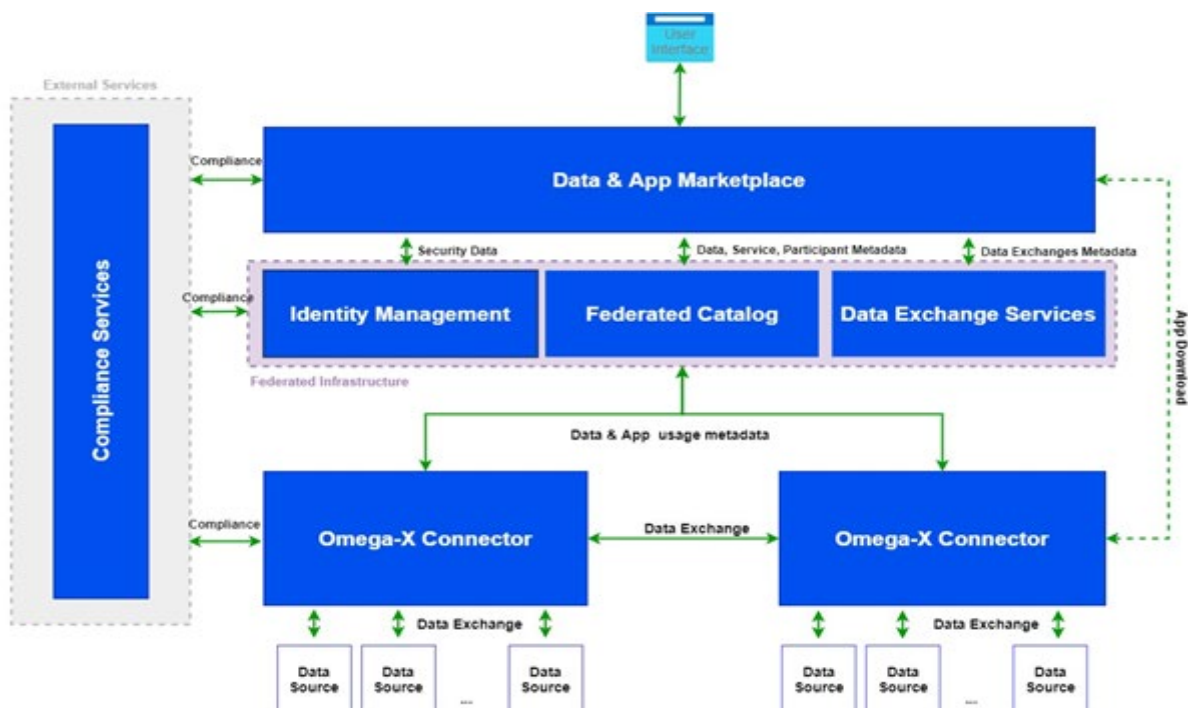 User
Interface
External Services
Compliance
Data & App Marketplace
Security Data
Data, Service, Participant Metadata
Data Exchanges Metadata
Compliance Services
Compliance
Identity Management
Federated Catalog
Data Exchange Services
Federated Infrastructure
App Download
Data & App usage metadata
Compliance
Omega-X Connector
Data Exchange
Omega-X Connector
Data Exchange
Data Exchange
Data
Source
Data
Source
...
Data
Source
Data
Source
Data
Source
...
Data
Source